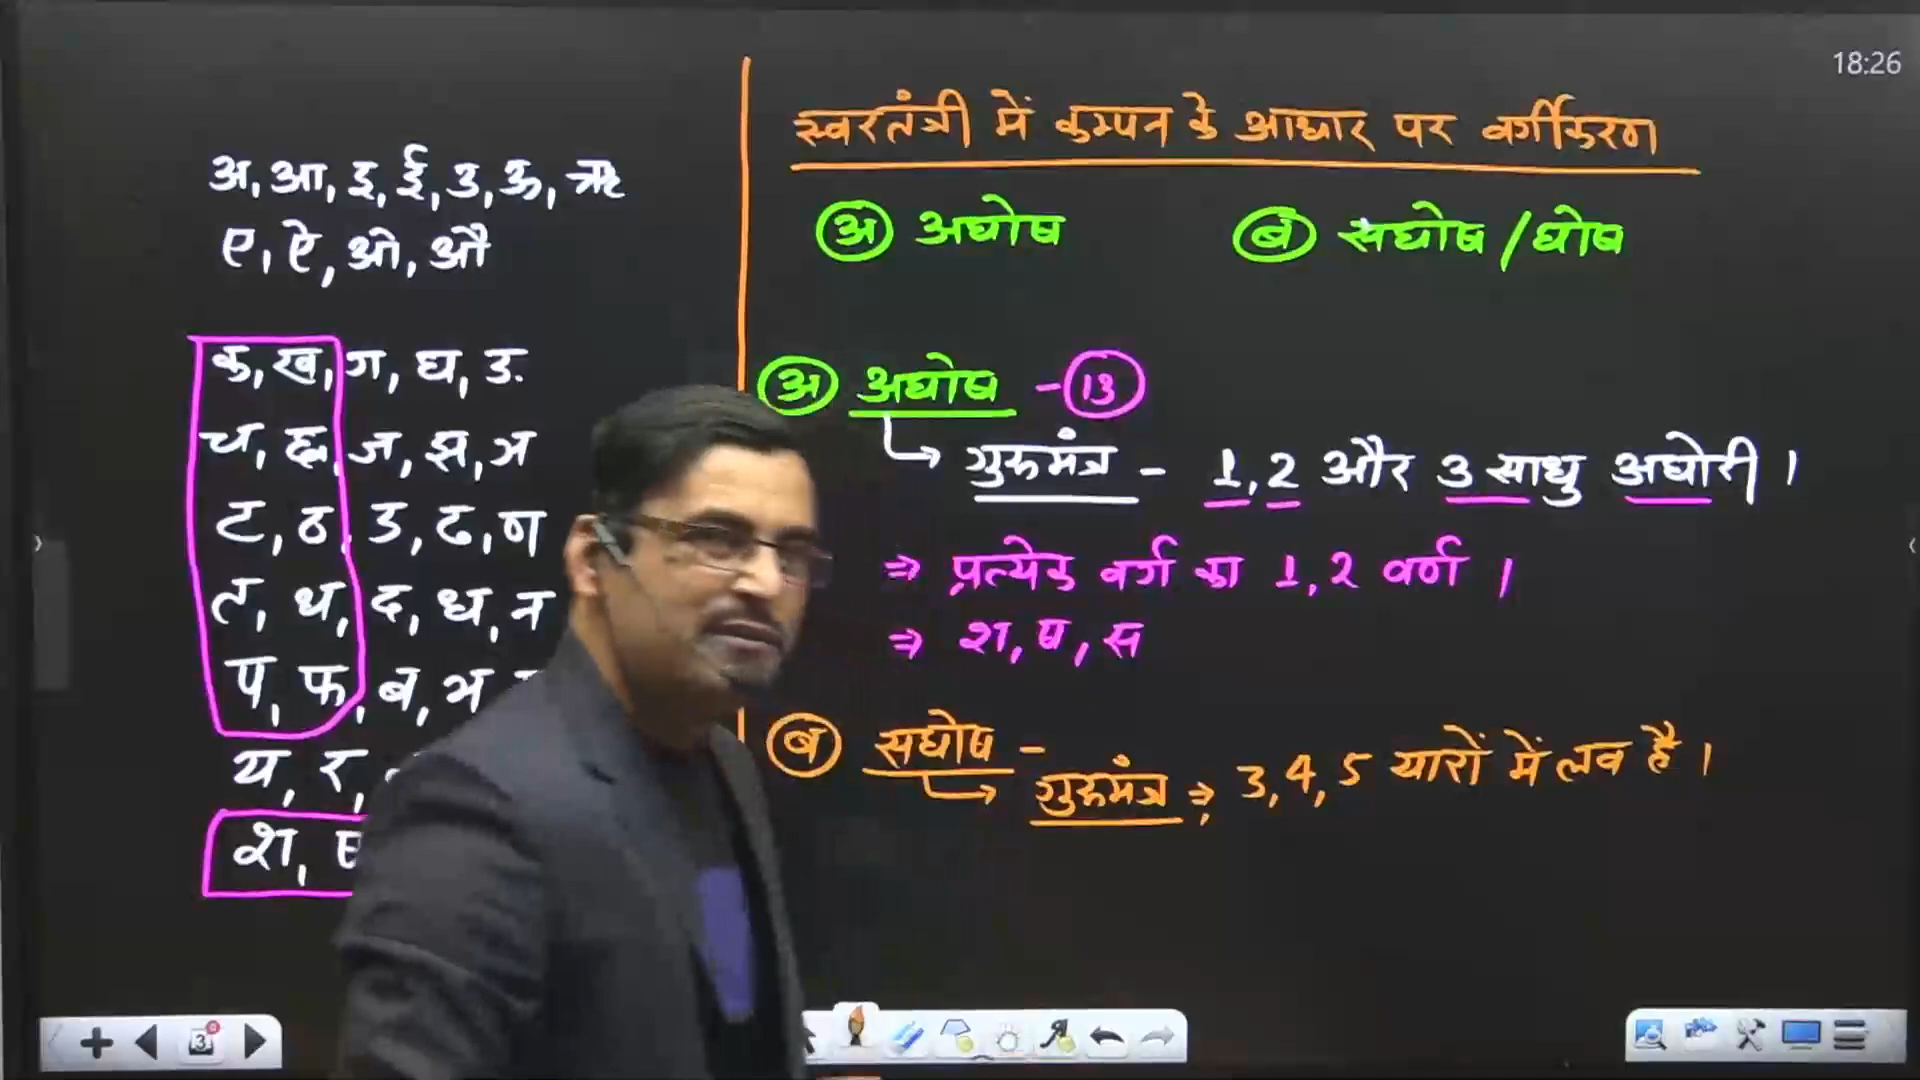 18:26
अ, आ, इ, ई, उ, ऊ, ऋ
ए, ऐ, ओ, औ
क, ख, ग, घ, ङ
च, छ, ज, झ, ञ
ट, ठ, ड, ढ, ण
त, थ, द, ध, न
प, फ, ब, भ
य, र,
श, ष
स्वरतंत्री में कम्पन के आधार पर वर्गीकरण
अ अघोष
ब सघोष / घोष
अ अघोष - 13
गुरुमंत्र - 1, 2 और 3 साधु अघोरी ।
⇒ प्रत्येक वर्ग का 1, 2 वर्ण ।
⇒ श, ष, स
ब सघोष -
गुरुमंत्र ⇒ 3, 4, 5 यारों में लव है ।
3